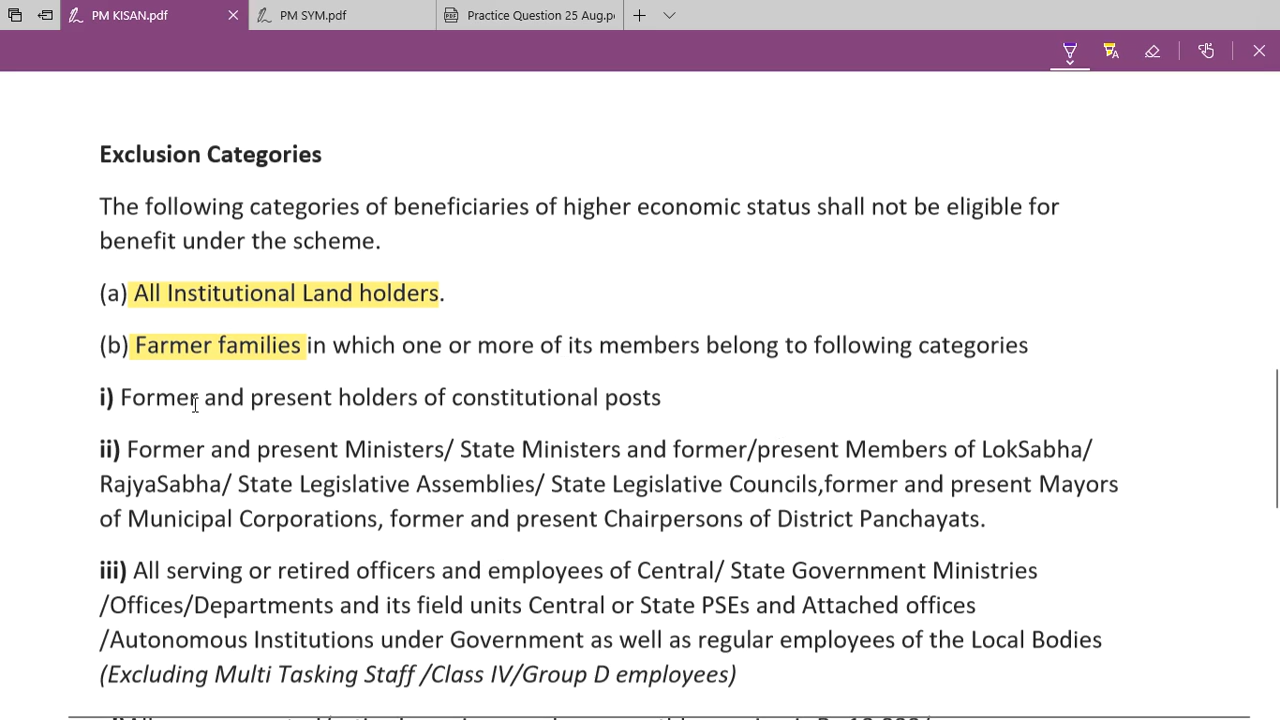 PM KISAN.pdf
PM SYM.pdf
Practice Question 25 Aug.p
Exclusion Categories
The following categories of beneficiaries of higher economic status shall not be eligible for
benefit under the scheme.
(a) All Institutional Land holders.
(b) Farmer families in which one or more of its members belong to following categories
i) Former and present holders of constitutional posts
ii) Former and present Ministers/ State Ministers and former/present Members of LokSabha/
RajyaSabha/ State Legislative Assemblies/ State Legislative Councils,former and present Mayors
of Municipal Corporations, former and present Chairpersons of District Panchayats.
iii) All serving or retired officers and employees of Central/ State Government Ministries
/Offices/Departments and its field units Central or State PSEs and Attached offices
/Autonomous Institutions under Government as well as regular employees of the Local Bodies
(Excluding Multi Tasking Staff /Class IV/Group D employees)